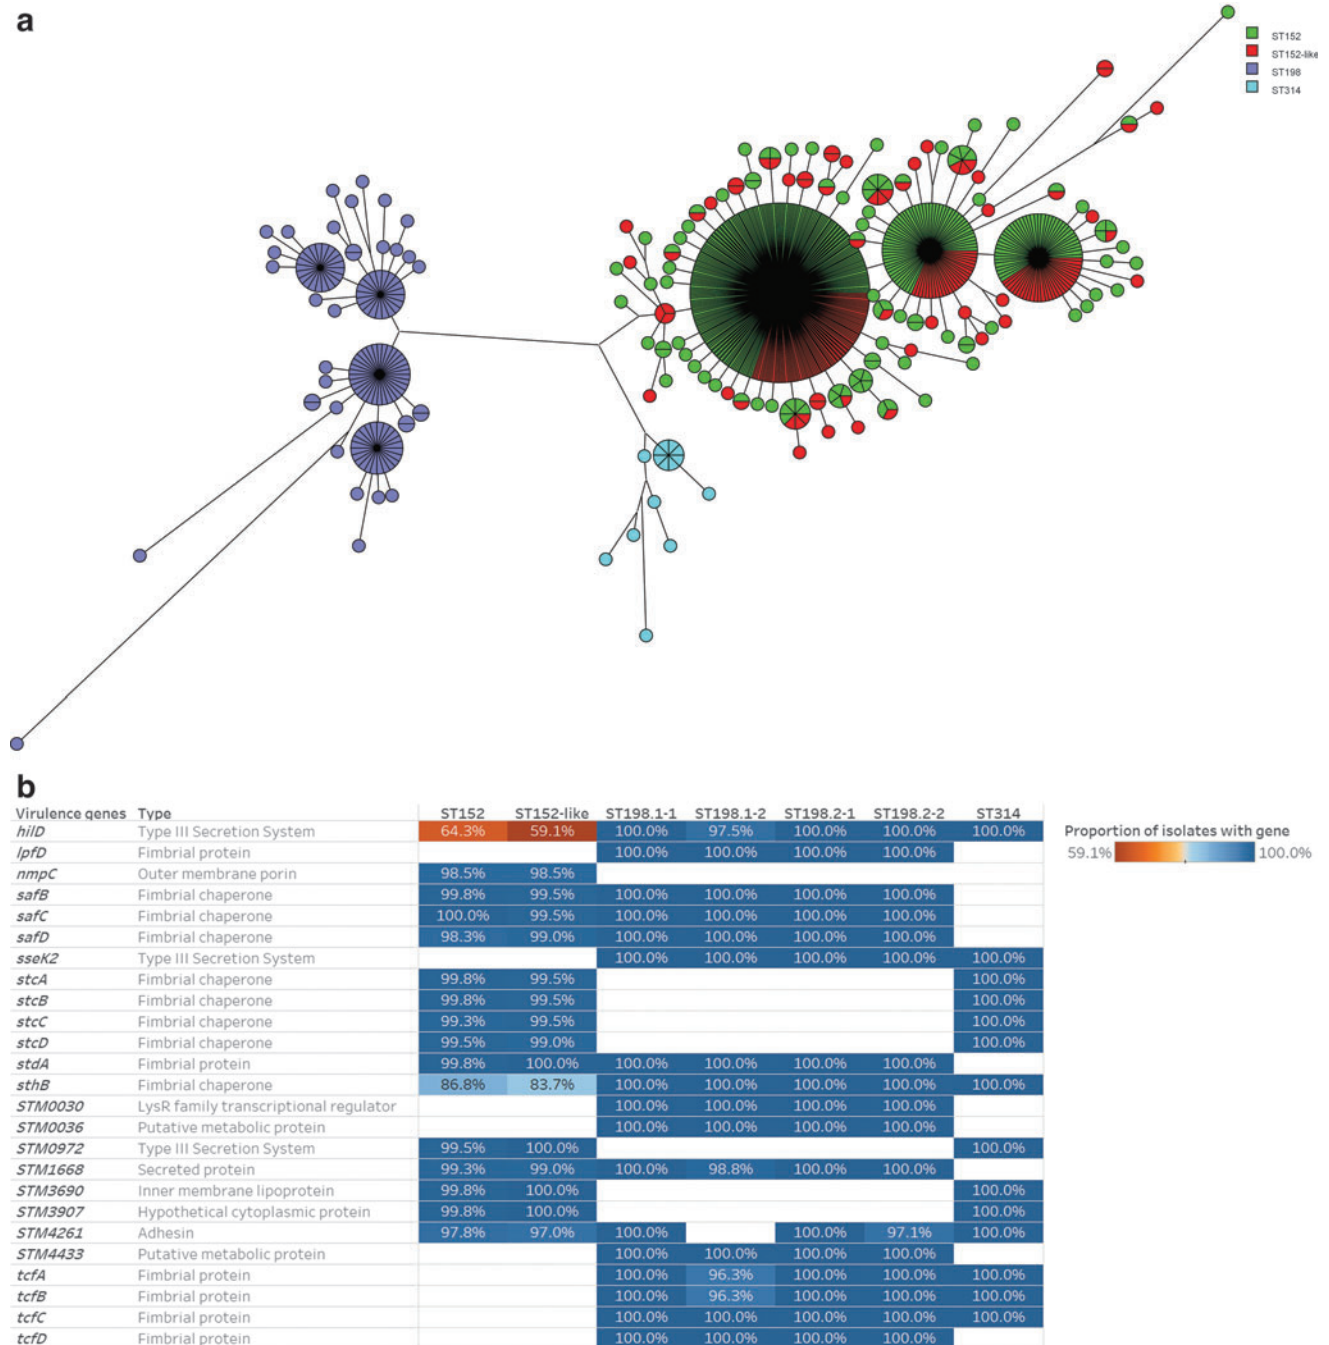 a
ST152
ST152-like
ST198
ST314
b
Virulence genes Type ST152 ST152-like ST198.1-1 ST198.1-2 ST198.2-1 ST198.2-2 ST314
hilD Type III Secretion System 64.3% 59.1% 100.0% 97.5% 100.0% 100.0% 100.0%
lpfD Fimbrial protein 100.0% 100.0% 100.0% 100.0%
nmpC Outer membrane porin 98.5% 98.5%
safB Fimbrial chaperone 99.8% 99.5% 100.0% 100.0% 100.0% 100.0%
safC Fimbrial chaperone 100.0% 99.5% 100.0% 100.0% 100.0% 100.0%
safD Fimbrial chaperone 98.3% 99.0% 100.0% 100.0% 100.0% 100.0%
sseK2 Type III Secretion System 100.0% 100.0% 100.0% 100.0% 100.0%
stcA Fimbrial chaperone 99.8% 99.5% 100.0%
stcB Fimbrial chaperone 99.8% 99.5% 100.0%
stcC Fimbrial chaperone 99.3% 99.5% 100.0%
stcD Fimbrial chaperone 99.5% 99.0% 100.0%
stdA Fimbrial protein 99.8% 100.0% 100.0% 100.0% 100.0% 100.0%
sthB Fimbrial chaperone 86.8% 83.7% 100.0% 100.0% 100.0% 100.0% 100.0%
STM0030 LysR family transcriptional regulator 100.0% 100.0% 100.0% 100.0%
STM0036 Putative metabolic protein 100.0% 100.0% 100.0% 100.0%
STM0972 Type III Secretion System 99.5% 100.0% 100.0%
STM1668 Secreted protein 99.3% 99.0% 100.0% 98.8% 100.0% 100.0%
STM3690 Inner membrane lipoprotein 99.8% 100.0% 100.0%
STM3907 Hypothetical cytoplasmic protein 99.8% 100.0% 100.0%
STM4261 Adhesin 97.8% 97.0% 100.0% 100.0% 97.1% 100.0%
STM4433 Putative metabolic protein 100.0% 100.0% 100.0% 100.0%
tcfA Fimbrial protein 100.0% 96.3% 100.0% 100.0% 100.0%
tcfB Fimbrial protein 100.0% 96.3% 100.0% 100.0% 100.0%
tcfC Fimbrial protein 100.0% 100.0% 100.0% 100.0% 100.0%
tcfD Fimbrial protein 100.0% 100.0% 100.0% 100.0%
Proportion of isolates with gene
59.1% 100.0%